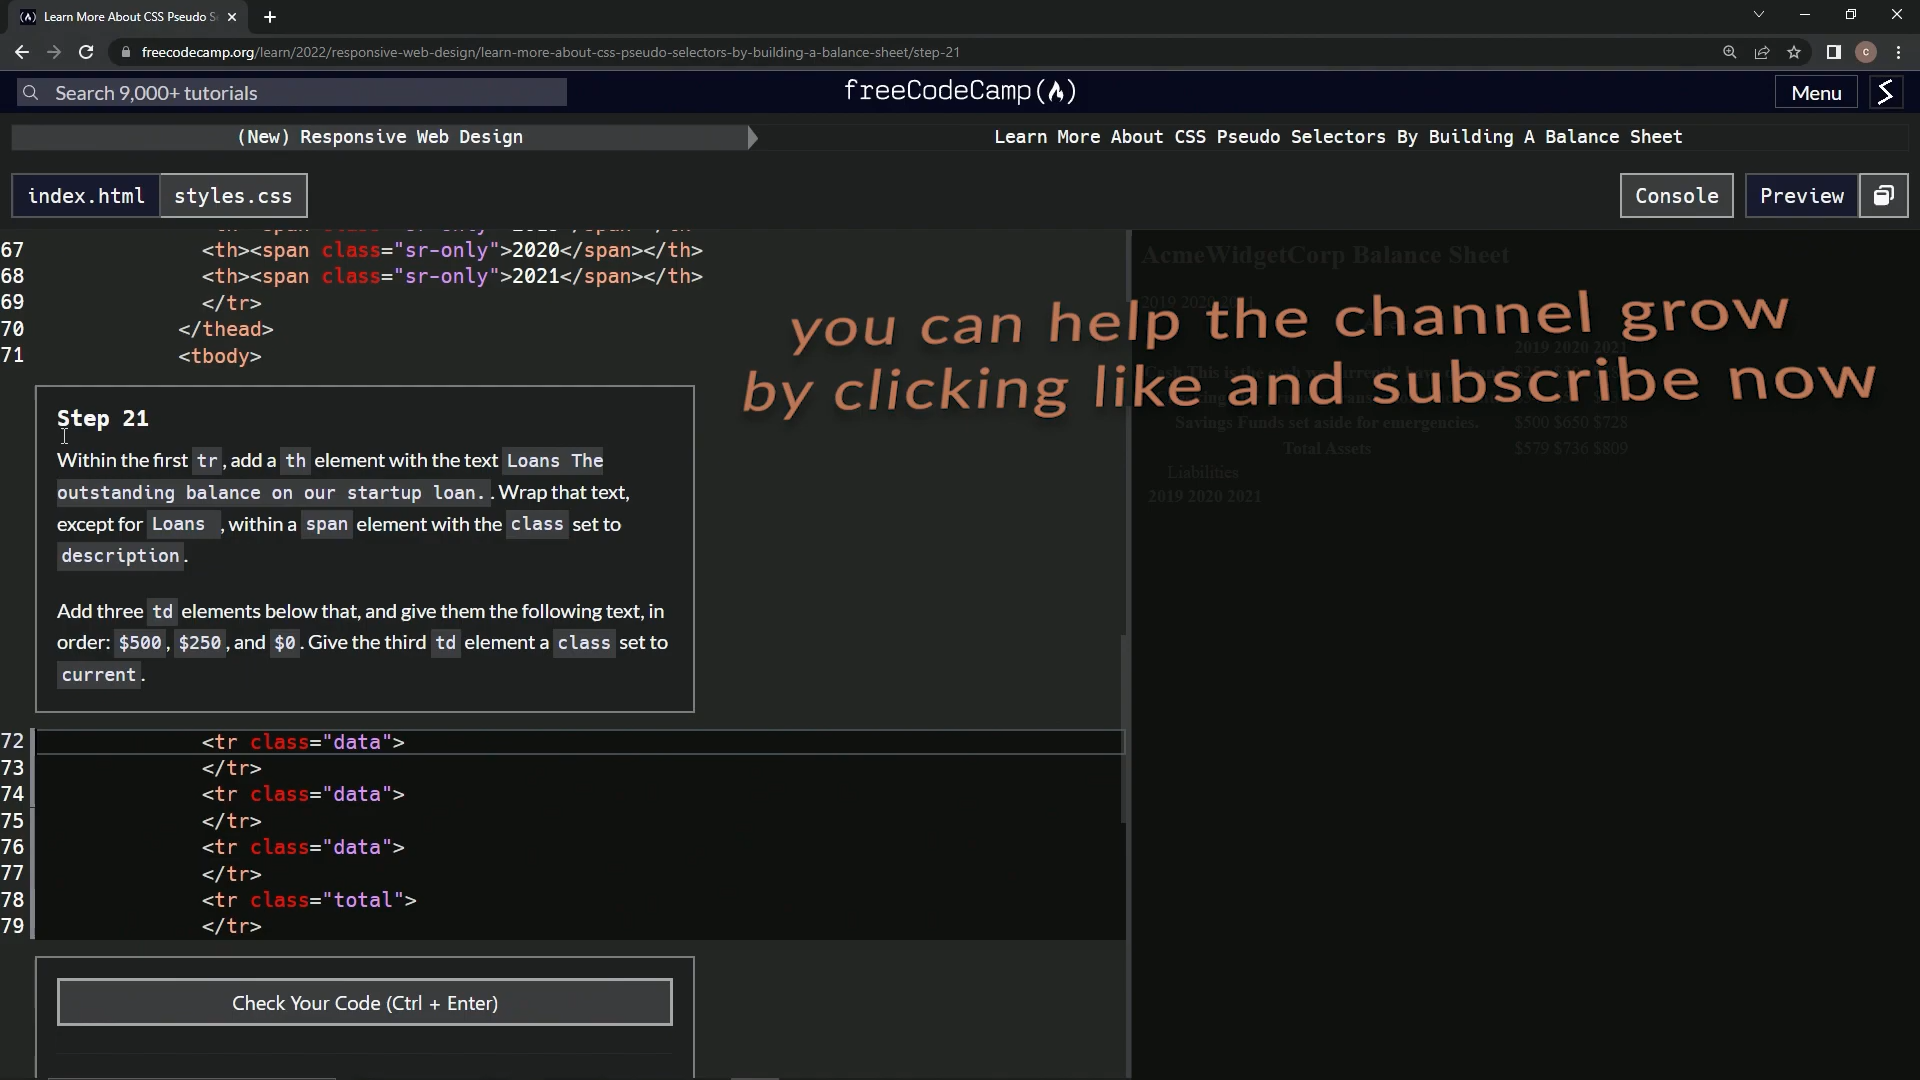 Learn More About CSS Pseudo S
freecodecamp.org/learn/2022/responsive-web-design/learn-more-about-css-pseudo-selectors-by-building-a-balance-sheet/step-21
c
Search 9,000+ tutorials
freeCodeCamp
Menu
(New) Responsive Web Design
Learn More About CSS Pseudo Selectors By Building A Balance Sheet
index.html
styles.css
Console
Preview
67 <th><span class="sr-only">2020</span></th>
68 <th><span class="sr-only">2021</span></th>
69 </tr>
70 </thead>
71 <tbody>
Step 21
Within the first tr, add a th element with the text Loans The
outstanding balance on our startup loan.. Wrap that text,
except for Loans , within a span element with the class set to
description.
Add three td elements below that, and give them the following text, in
order: $500, $250, and $0. Give the third td element a class set to
current.
72 <tr class="data">
73 </tr>
74 <tr class="data">
75 </tr>
76 <tr class="data">
77 </tr>
78 <tr class="total">
79 </tr>
Check Your Code (Ctrl + Enter)
AcmeWidgetCorp Balance Sheet
2019 2020 2021
you can help the channel grow
2019 2020 2021
by clicking like and subscribe now
Savings Funds set aside for emergencies. $500 $650 $728
Total Assets $579 $736 $809
Liabilities
2019 2020 2021